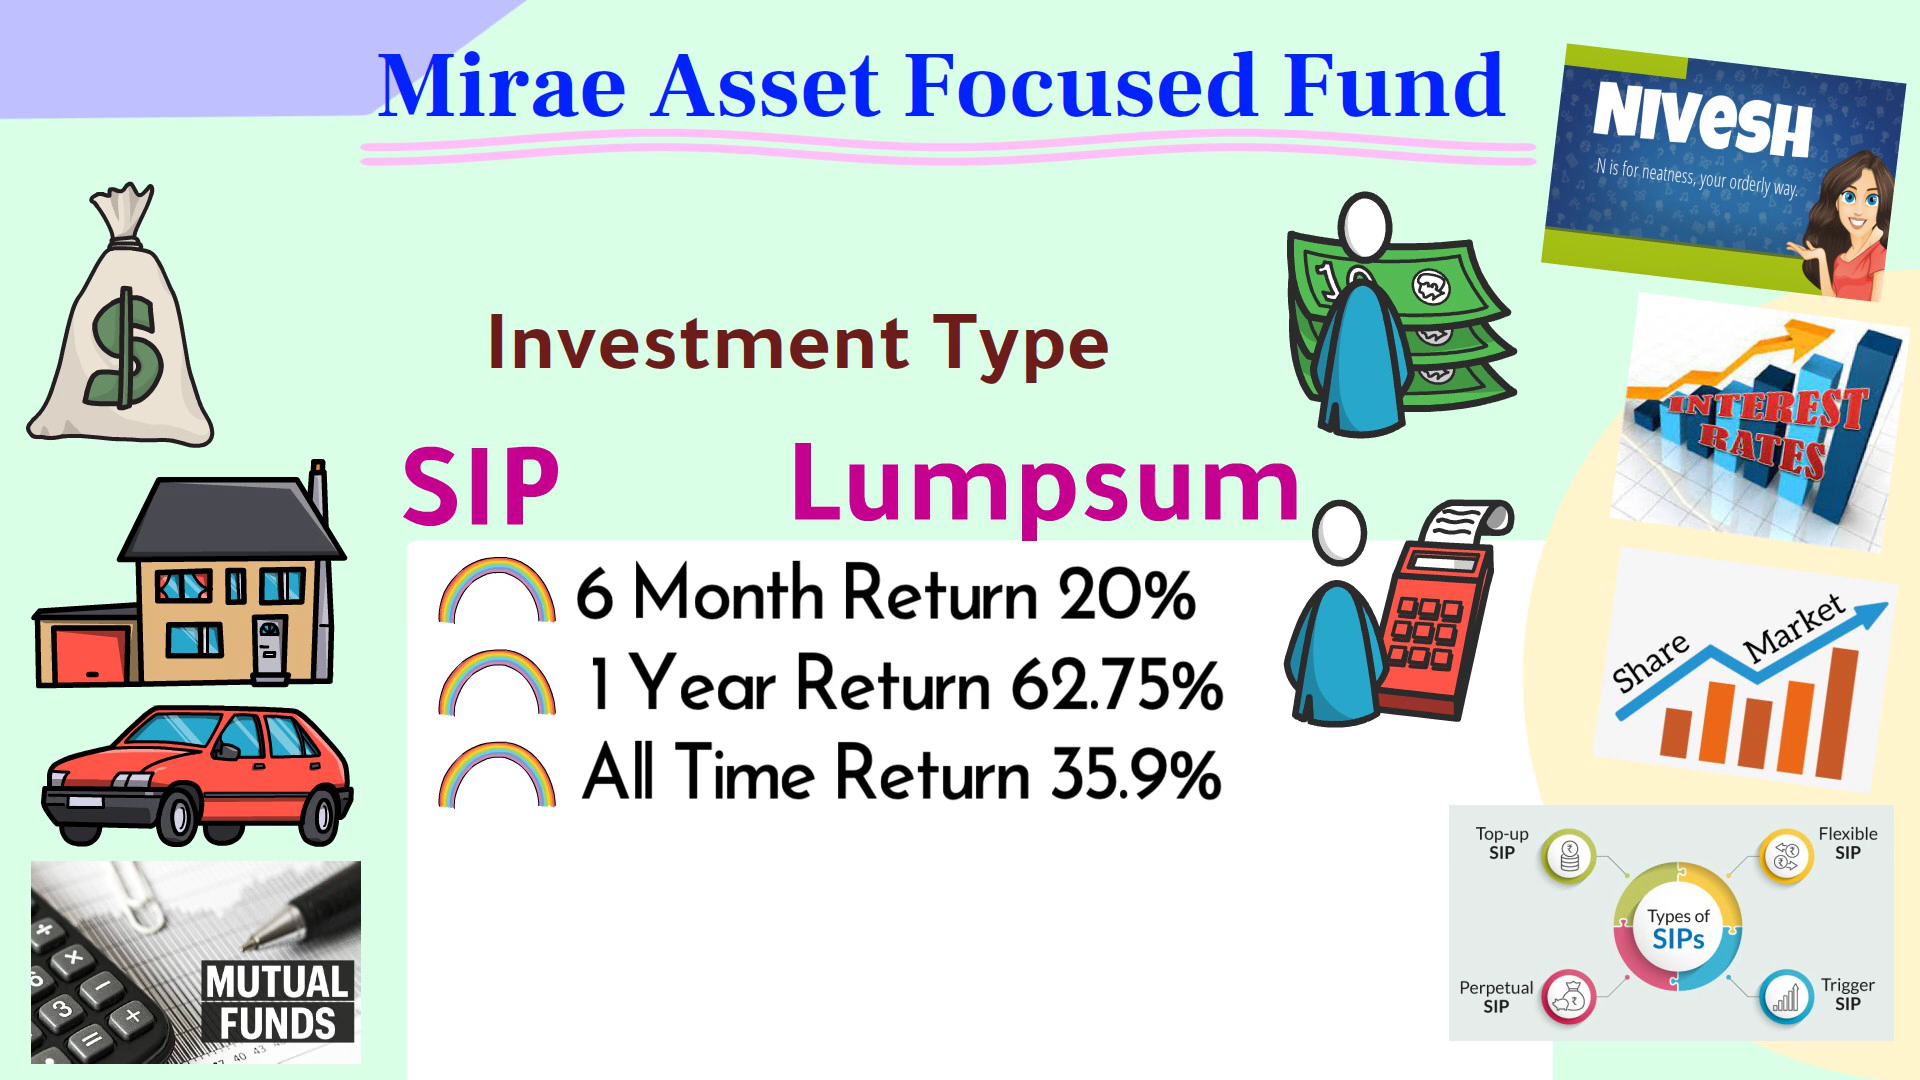 Mirae Asset Focused Fund
NIVESH
N is for neatness, your orderly way.
Investment Type
INTEREST
RATES
SIP
Lumpsum
6 Month Return 20%
1 Year Return 62.75%
All Time Return 35.9%
Share Market
Top-up
SIP
Flexible
SIP
Types of
SIPs
Perpetual
SIP
Trigger
SIP
MUTUAL
FUNDS